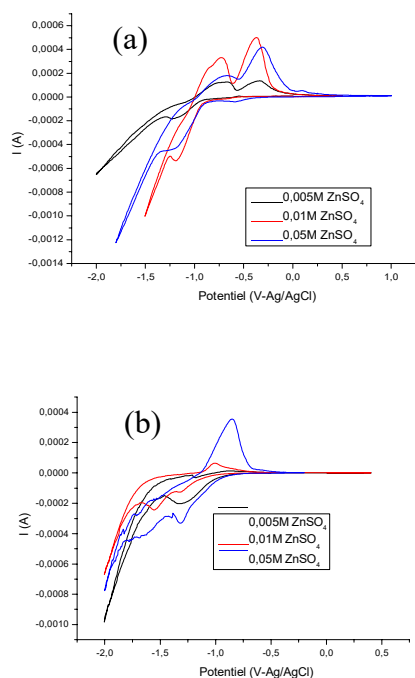 (a)
0,0006
0,0004
0,0002
0,0000
-0,0002
-0,0004
-0,0006
-0,0008
-0,0010
-0,0012
-0,0014
I (A)
0,005M ZnSO₄
0,01M ZnSO₄
0,05M ZnSO₄
-2,0 -1,5 -1,0 -0,5 0,0 0,5 1,0
Potentiel (V-Ag/AgCl)
(b)
0,0004
0,0002
0,0000
-0,0002
-0,0004
-0,0006
-0,0008
-0,0010
I (A)
0,005M ZnSO₄
0,01M ZnSO₄
0,05M ZnSO₄
-2,0 -1,5 -1,0 -0,5 0,0 0,5
Potentiel (V-Ag/AgCl)